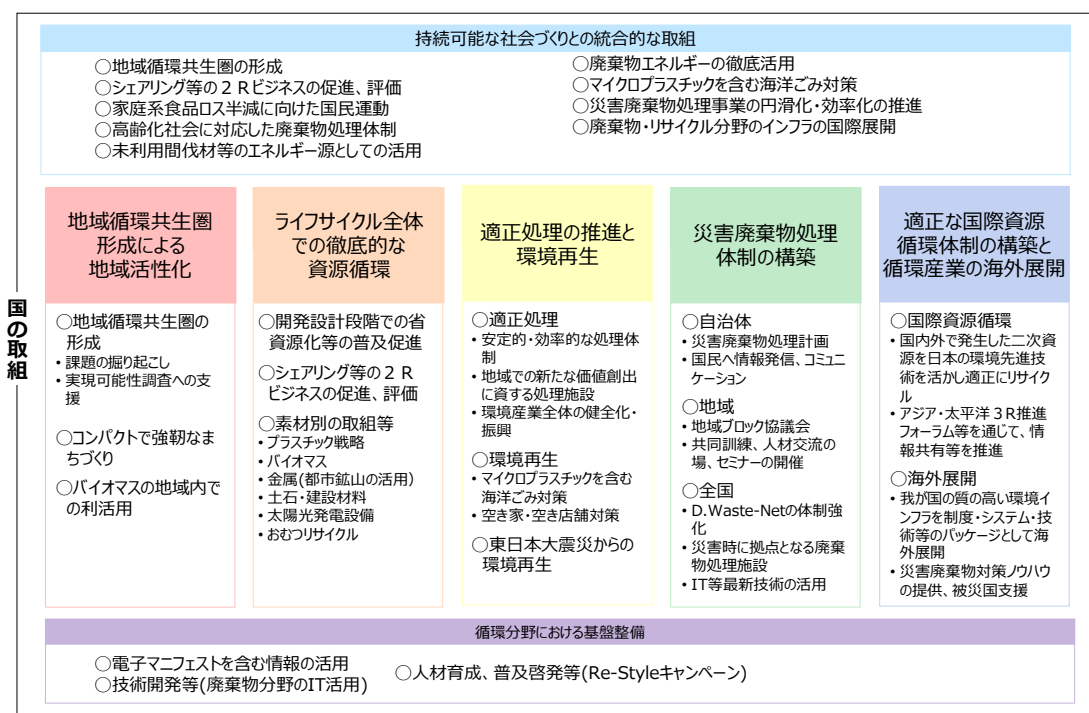 国の取組
持続可能な社会づくりとの統合的な取組
○地域循環共生圏の形成
○シェアリング等の２Ｒビジネスの促進、評価
○家庭系食品ロス半減に向けた国民運動
○高齢化社会に対応した廃棄物処理体制
○未利用間伐材等のエネルギー源としての活用
○廃棄物エネルギーの徹底活用
○マイクロプラスチックを含む海洋ごみ対策
○災害廃棄物処理事業の円滑化・効率化の推進
○廃棄物・リサイクル分野のインフラの国際展開
地域循環共生圏
形成による
地域活性化
○地域循環共生圏の
形成
• 課題の掘り起こし
• 実現可能性調査への支
援
○コンパクトで強靭なま
ちづくり
○バイオマスの地域内で
の利活用
ライフサイクル全体
での徹底的な
資源循環
○開発設計段階での省
資源化等の普及促進
○シェアリング等の２Ｒ
ビジネスの促進、評価
○素材別の取組等
• プラスチック戦略
• バイオマス
• 金属(都市鉱山の活用）
• 土石・建設材料
• 太陽光発電設備
• おむつリサイクル
適正処理の推進と
環境再生
○適正処理
• 安定的・効率的な処理体
制
• 地域での新たな価値創出
に資する処理施設
• 環境産業全体の健全化・
振興
○環境再生
• マイクロプラスチックを含む
海洋ごみ対策
• 空き家・空き店舗対策
○東日本大震災からの
環境再生
災害廃棄物処理
体制の構築
○自治体
• 災害廃棄物処理計画
• 国民へ情報発信、コミュニ
ケーション
○地域
• 地域ブロック協議会
• 共同訓練、人材交流の
場、セミナーの開催
○全国
• D.Waste-Netの体制強
化
• 災害時に拠点となる廃棄
物処理施設
• IT等最新技術の活用
適正な国際資源
循環体制の構築と
循環産業の海外展開
○国際資源循環
• 国内外で発生した二次資
源を日本の環境先進技
術を活かし適正にリサイク
ル
• アジア・太平洋３Ｒ推進
フォーラム等を通じて、情
報共有等を推進
○海外展開
• 我が国の質の高い環境イ
ンフラを制度・システム・技
術等のパッケージとして海
外展開
• 災害廃棄物対策ノウハウ
の提供、被災国支援
循環分野における基盤整備
○電子マニフェストを含む情報の活用
○技術開発等(廃棄物分野のIT活用)
○人材育成、普及啓発等(Re-Styleキャンペーン)